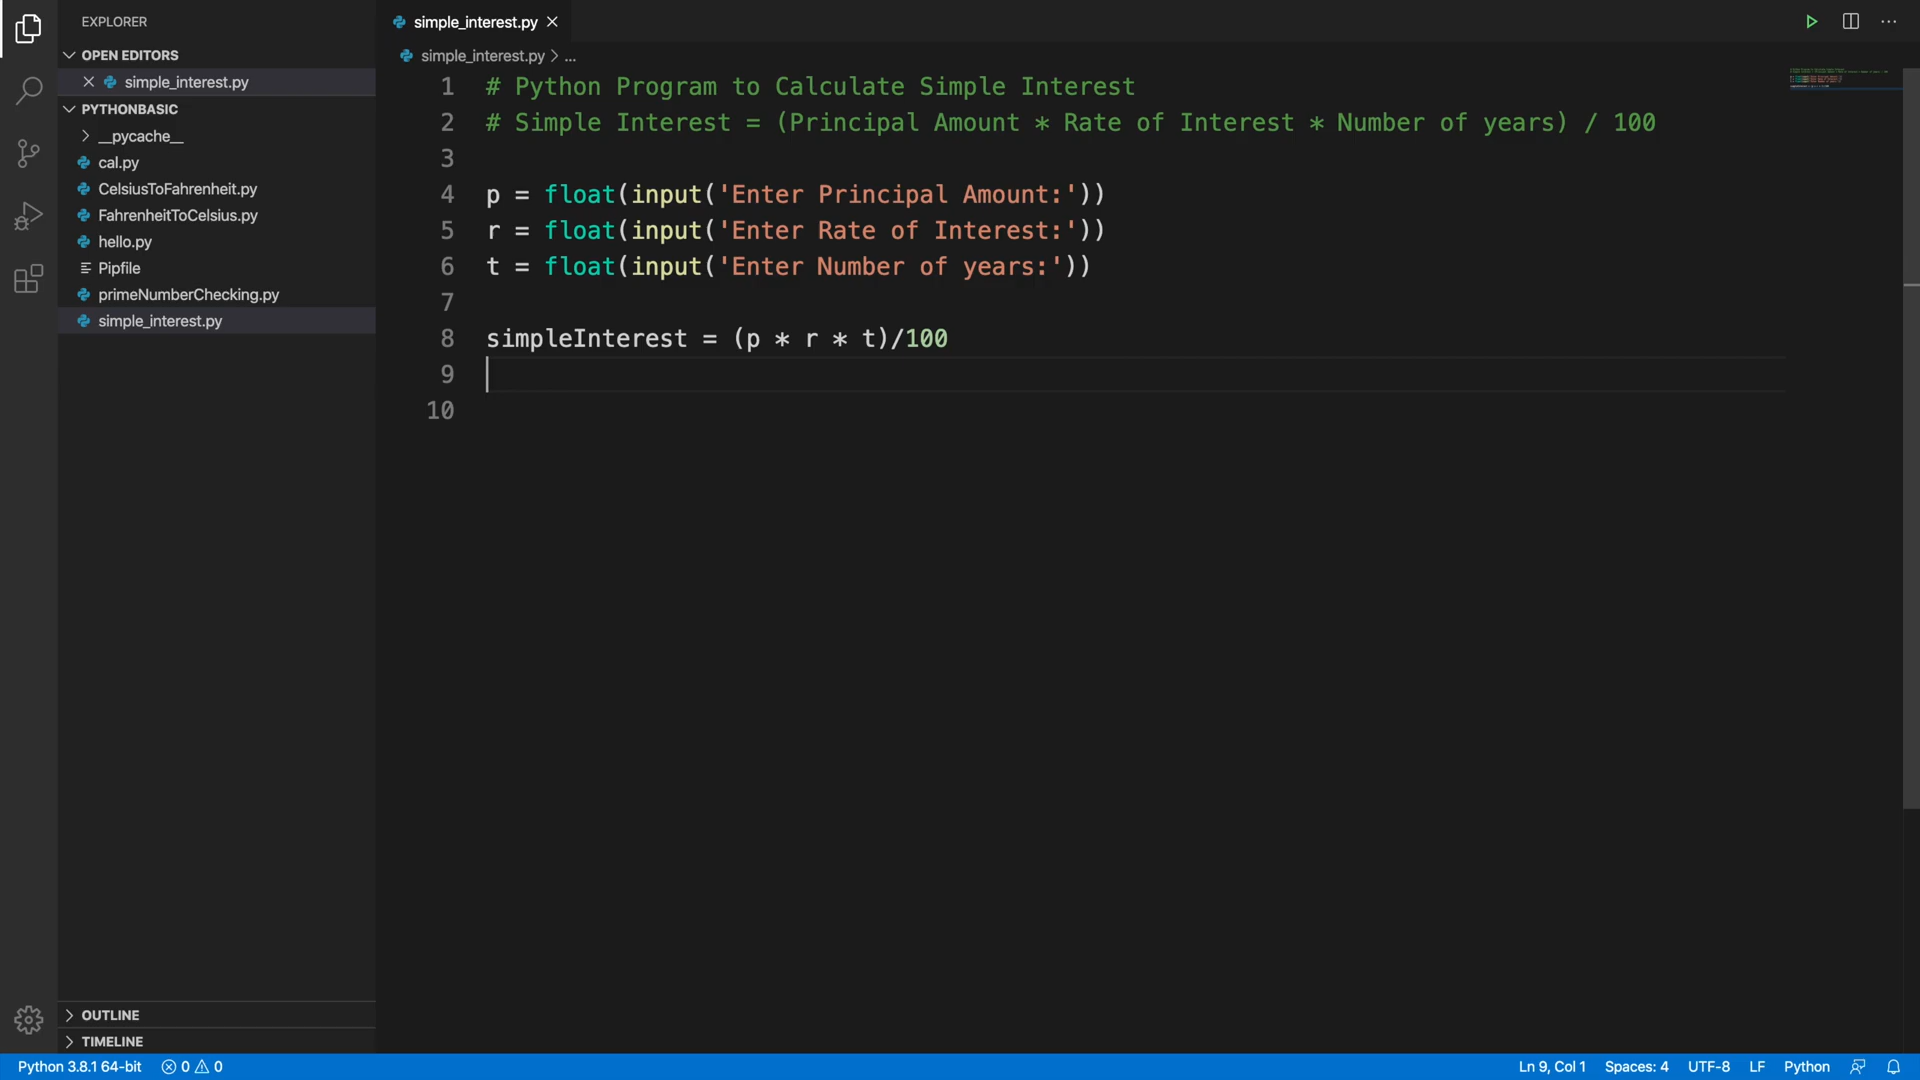 EXPLORER
OPEN EDITORS
simple_interest.py
PYTHONBASIC
__pycache__
cal.py
CelsiusToFahrenheit.py
FahrenheitToCelsius.py
hello.py
Pipfile
primeNumberChecking.py
simple_interest.py
OUTLINE
TIMELINE
simple_interest.py
simple_interest.py > ...
1 # Python Program to Calculate Simple Interest
2 # Simple Interest = (Principal Amount * Rate of Interest * Number of years) / 100
3
4 p = float(input('Enter Principal Amount:'))
5 r = float(input('Enter Rate of Interest:'))
6 t = float(input('Enter Number of years:'))
7
8 simpleInterest = (p * r * t)/100
9
10
Python 3.8.1 64-bit 0 0 Ln 9, Col 1 Spaces: 4 UTF-8 LF Python